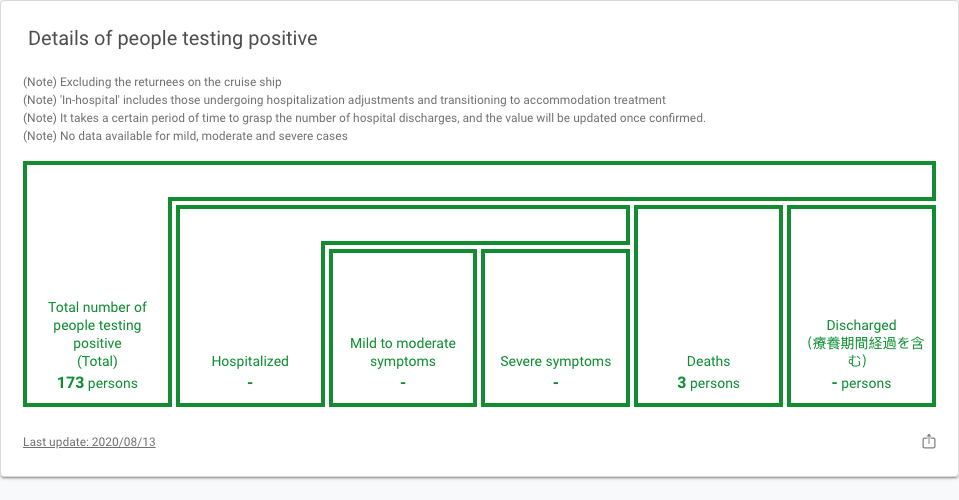 Details of people testing positive
(Note) Excluding the returnees on the cruise ship
(Note) 'In-hospital' includes those undergoing hospitalization adjustments and transitioning to accommodation treatment
(Note) It takes a certain period of time to grasp the number of hospital discharges, and the value will be updated once confirmed.
(Note) No data available for mild, moderate and severe cases
Total number of
people testing
positive
(Total)
173 persons
Hospitalized
-
Mild to moderate
symptoms
-
Severe symptoms
-
Deaths
3 persons
Discharged
（療養期間経過を含
む）
- persons
Last update: 2020/08/13